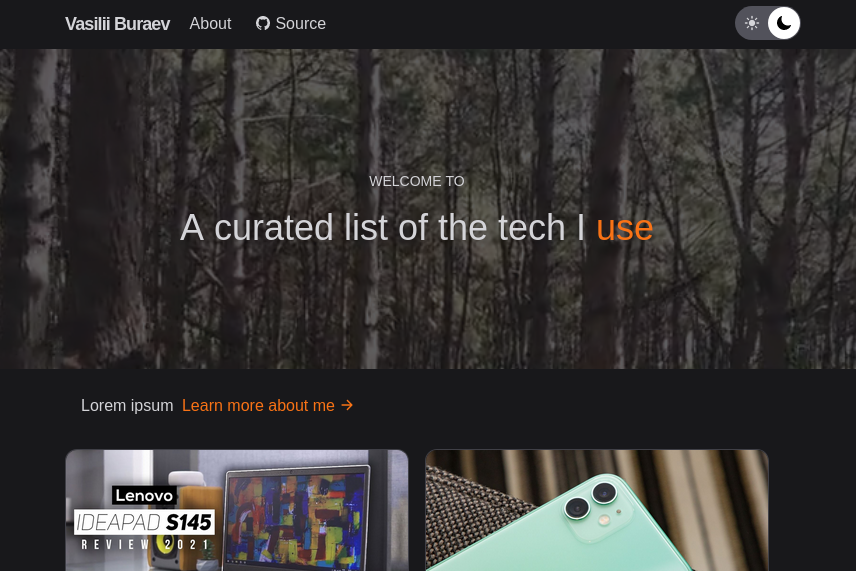 Vasilii Buraev About Source
WELCOME TO
A curated list of the tech I use
Lorem ipsum Learn more about me →
Lenovo
IDEAPAD S145
REVIEW 2021